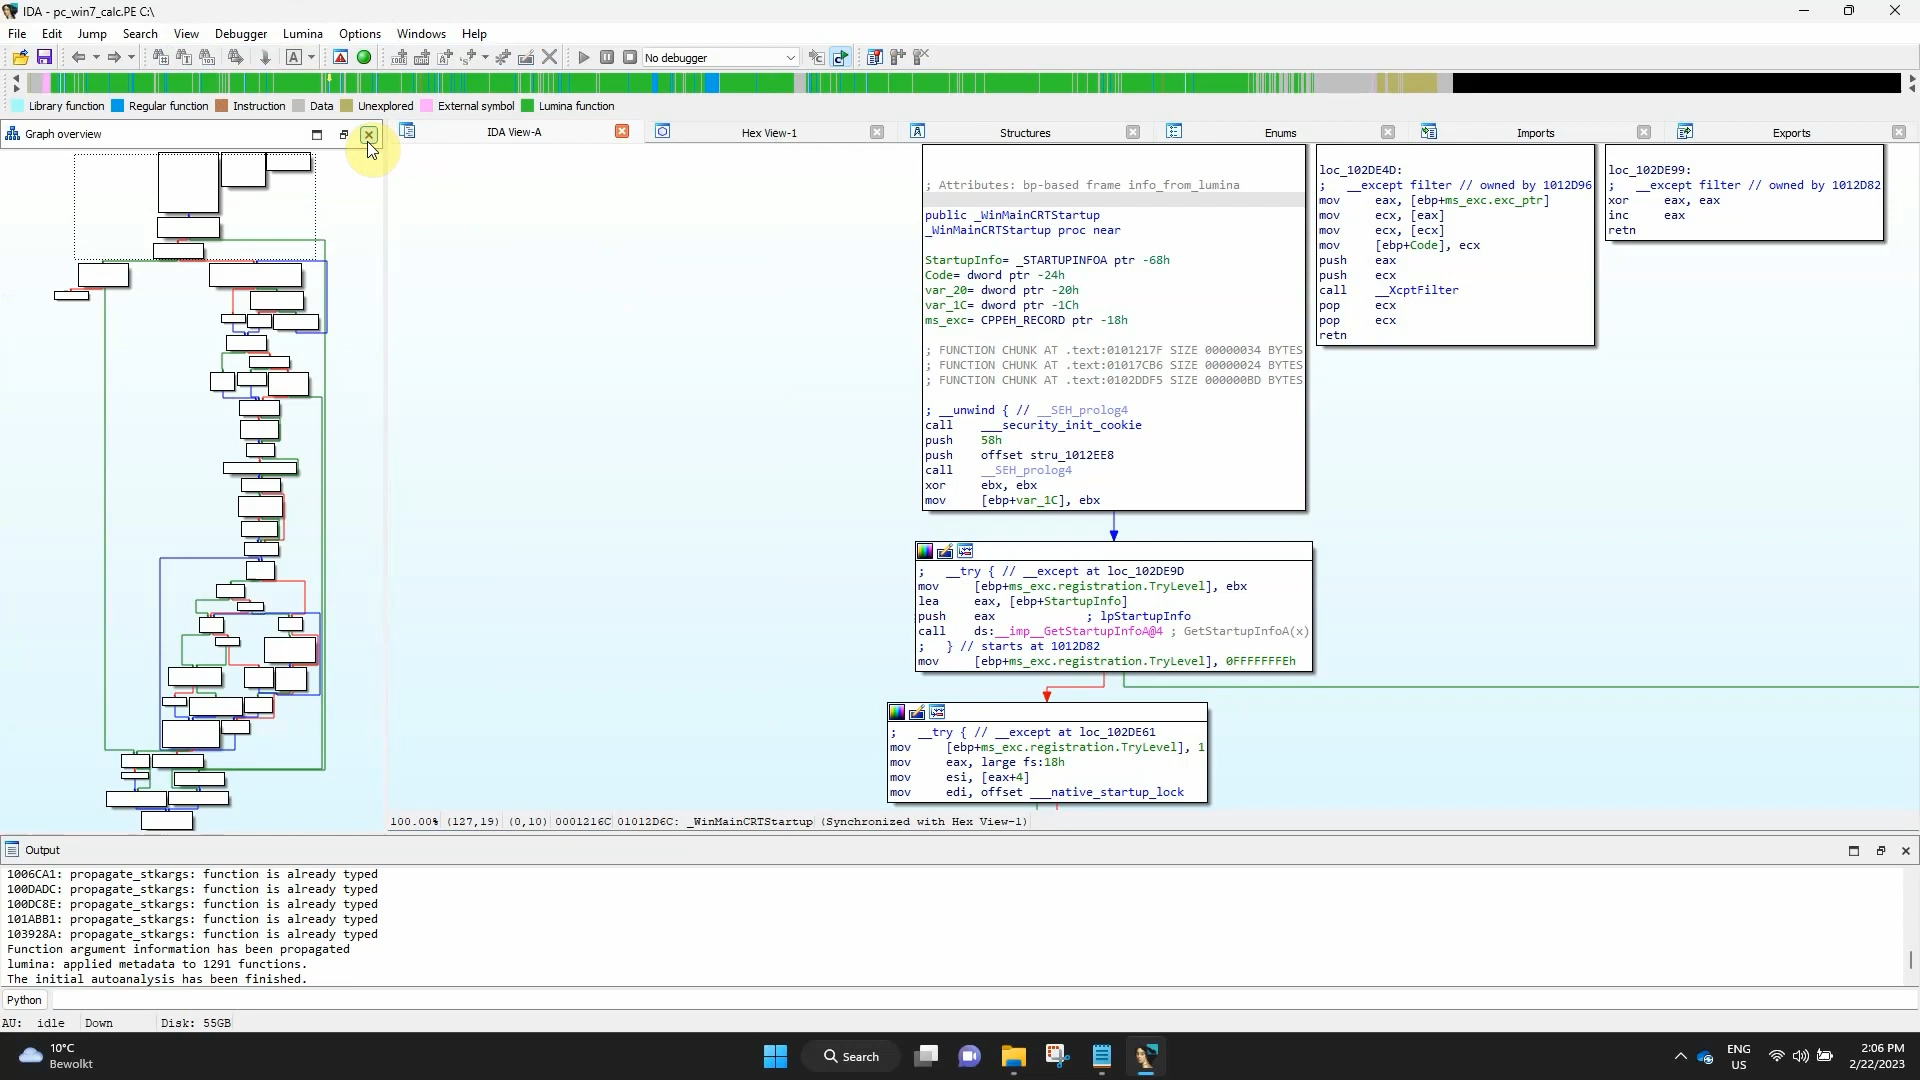 IDA - pc_win7_calc.PE C:\
File Edit Jump Search View Debugger Lumina Options Windows Help
No debugger
Library function Regular function Instruction Data Unexplored External symbol Lumina function
Graph overview
IDA View-A Hex View-1 Structures Enums Imports Exports
; Attributes: bp-based frame info_from_lumina
public _WinMainCRTStartup
_WinMainCRTStartup proc near
StartupInfo= _STARTUPINFOA ptr -68h
Code= dword ptr -24h
var_20= dword ptr -20h
var_1C= dword ptr -1Ch
ms_exc= CPPEH_RECORD ptr -18h
; FUNCTION CHUNK AT .text:0101217F SIZE 00000034 BYTES
; FUNCTION CHUNK AT .text:01017CB6 SIZE 00000024 BYTES
; FUNCTION CHUNK AT .text:0102DDF5 SIZE 000000BD BYTES
; __unwind { // __SEH_prolog4
call ___security_init_cookie
push 58h
push offset stru_1012EE8
call __SEH_prolog4
xor ebx, ebx
mov [ebp+var_1C], ebx
loc_102DE4D:
; __except filter // owned by 1012D96
mov eax, [ebp+ms_exc.exc_ptr]
mov ecx, [eax]
mov ecx, [ecx]
mov [ebp+Code], ecx
push eax
push ecx
call __XcptFilter
pop ecx
pop ecx
retn
loc_102DE99:
; __except filter // owned by 1012D82
xor eax, eax
inc eax
retn
; __try { // __except at loc_102DE9D
mov [ebp+ms_exc.registration.TryLevel], ebx
lea eax, [ebp+StartupInfo]
push eax ; lpStartupInfo
call ds:__imp__GetStartupInfoA@4 ; GetStartupInfoA(x)
; } // starts at 1012D82
mov [ebp+ms_exc.registration.TryLevel], 0FFFFFFFEh
; __try { // __except at loc_102DE61
mov [ebp+ms_exc.registration.TryLevel], 1
mov eax, large fs:18h
mov esi, [eax+4]
mov edi, offset ___native_startup_lock
100.00% (127,19) (0,10) 0001216C 01012D6C: _WinMainCRTStartup (Synchronized with Hex View-1)
Output
1006CA1: propagate_stkargs: function is already typed
100DADC: propagate_stkargs: function is already typed
100DC8E: propagate_stkargs: function is already typed
101ABB1: propagate_stkargs: function is already typed
103928A: propagate_stkargs: function is already typed
Function argument information has been propagated
lumina: applied metadata to 1291 functions.
The initial autoanalysis has been finished.
Python
AU: idle Down Disk: 55GB
10°C
Bewolkt
Search
ENG
US
2:06 PM
2/22/2023